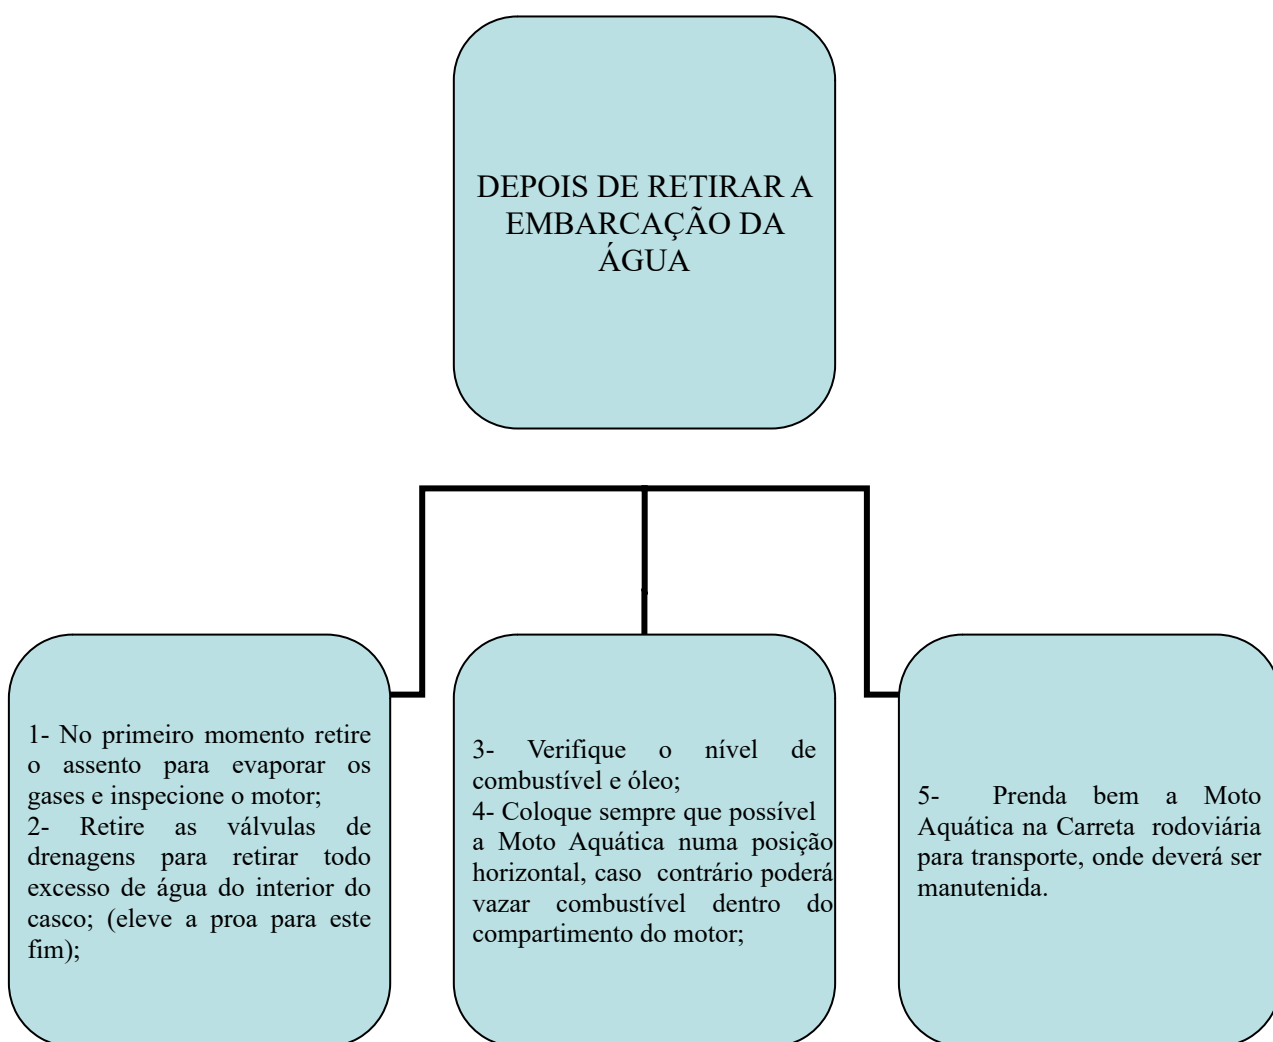 DEPOIS DE RETIRAR A
EMBARCAÇÃO DA
ÁGUA
1- No primeiro momento retire
o assento para evaporar os
gases e inspecione o motor;
2- Retire as válvulas de
drenagens para retirar todo
excesso de água do interior do
casco; (eleve a proa para este
fim);
3- Verifique o nível de
combustível e óleo;
4- Coloque sempre que possível
a Moto Aquática numa posição
horizontal, caso contrário poderá
vazar combustível dentro do
compartimento do motor;
5- Prenda bem a Moto
Aquática na Carreta rodoviária
para transporte, onde deverá ser
manutenida.